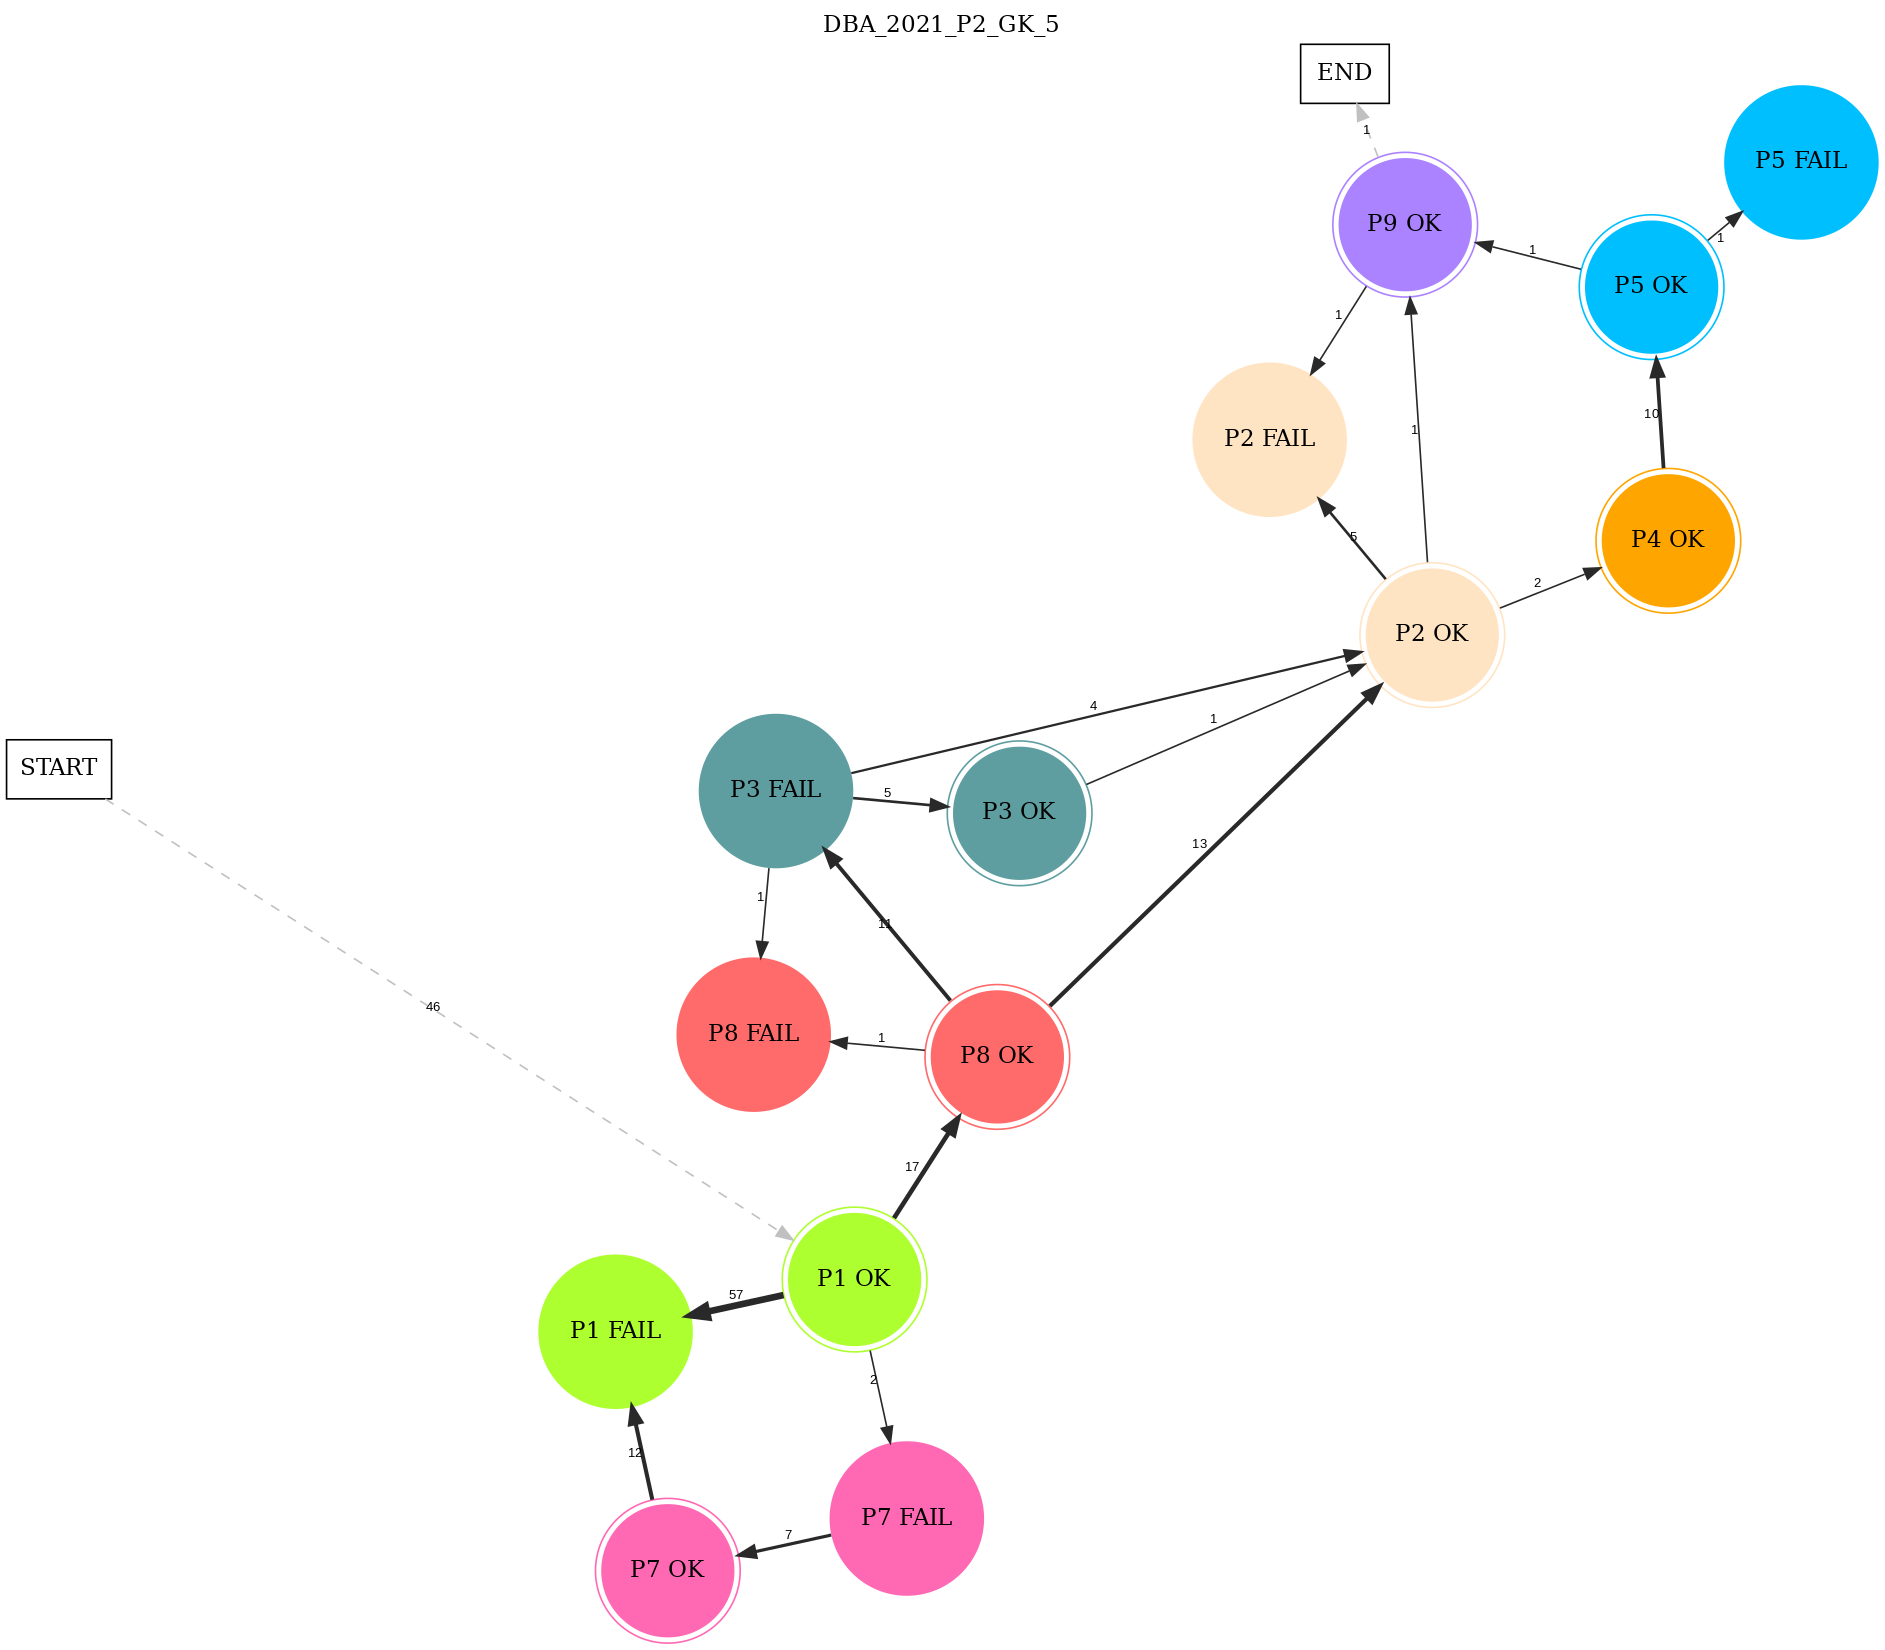 DBA_2021_P2_GK_5
END
1
P5 FAIL
P9 OK
1
1
P5 OK
1
10
P2 FAIL
1
5
P4 OK
2
P2 OK
4
1
START
P3 FAIL
5
P3 OK
13
1
11
46
P8 FAIL
1
P8 OK
17
P1 OK
57
P1 FAIL
2
12
P7 FAIL
7
P7 OK